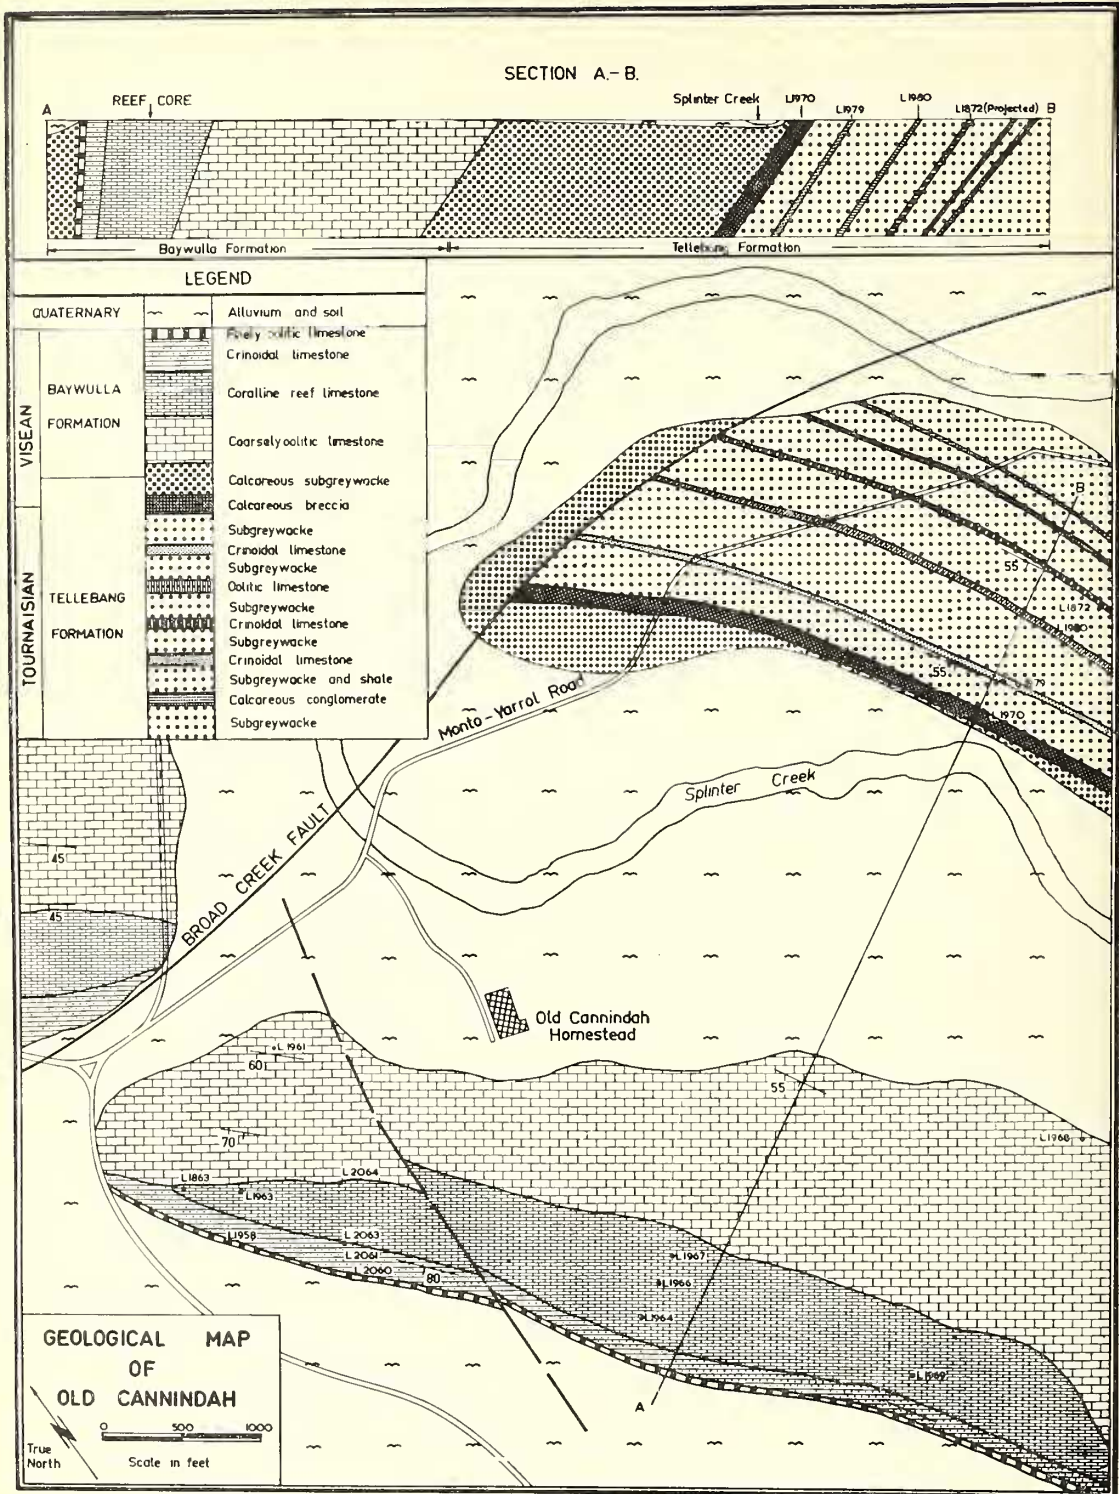 SECTION A.-B.
A
REEF CORE
Splinter Creek
L1970
L1979
L1980
L1872 (Projected)
B
Baywulla Formation
Tellebang Formation
LEGEND
QUATERNARY
Alluvium and soil
VISEAN
BAYWULLA
FORMATION
oolitic limestone
Crinoidal limestone
Coralline reef limestone
Coarsely oolitic limestone
Calcareous subgreywacke
TOURNAISIAN
TELLEBANG
FORMATION
Calcareous breccia
Subgreywacke
Crinoidal limestone
Subgreywacke
Oolitic limestone
Subgreywacke
Crinoidal limestone
Subgreywacke
Crinoidal limestone
Subgreywacke and shale
Calcareous conglomerate
Subgreywacke
B
55
L1872
L1980
55
79
L1970
Monto-Yarrol Road
Splinter Creek
45
45
BROAD CREEK FAULT
Old Cannindah
Homestead
L1961
60
55
70
L1968
L1863
L2064
L1963
L1958
L2063
L2061
L2060
80
L1967
L1966
L1964
A
GEOLOGICAL MAP
OF
OLD CANNINDAH
0 500 1000
Scale in feet
True
North